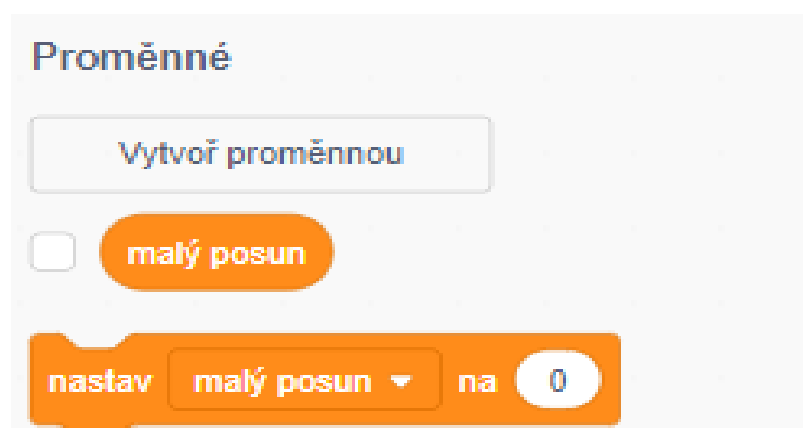 Proměnné
Vytvoř proměnnou
malý posun
nastav malý posun na 0